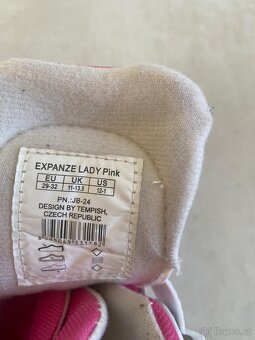 EXPANZE LADY Pink
EU UK US
29-32 11-13.5 12-1
PN.:JB-24
DESIGN BY TEMPISH,
CZECH REPUBLIC